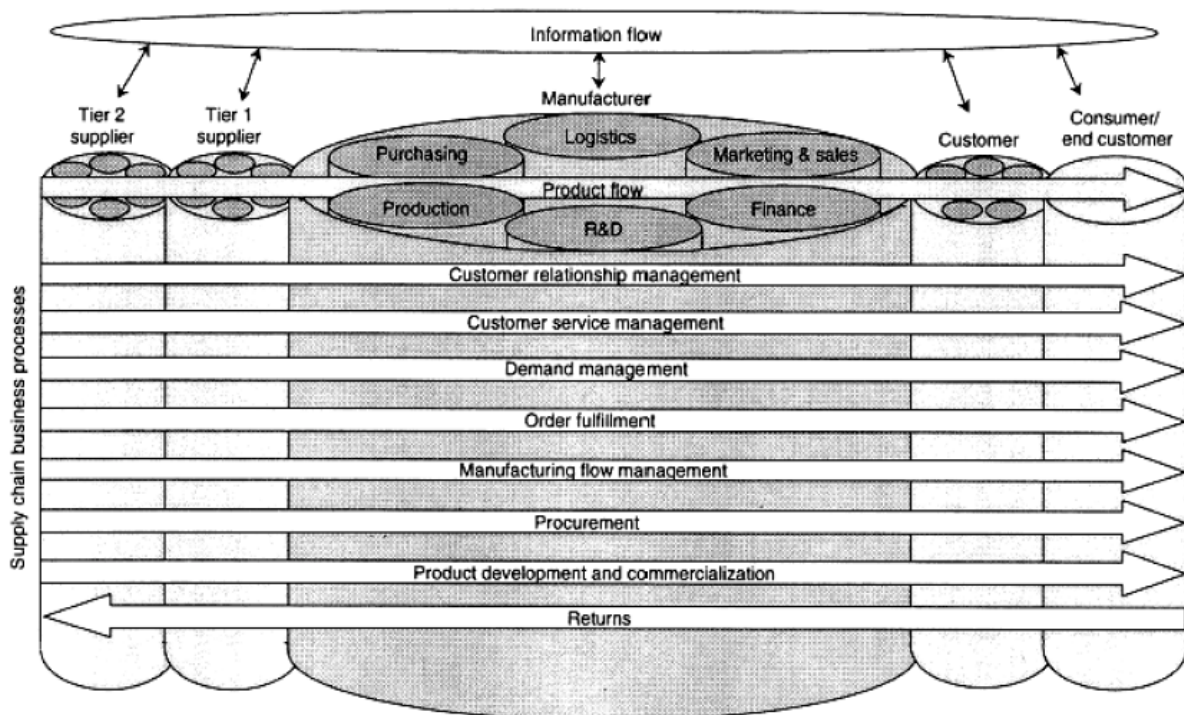 Information flow
Tier 2
supplier
Tier 1
supplier
Manufacturer
Consumer/
end customer
Customer
Logistics
Purchasing
Marketing & sales
Product flow
Production
Finance
R&D
Customer relationship management
Customer service management
Demand management
Order fulfillment
Manufacturing flow management
Procurement
Product development and commercialization
Returns
Supply chain business processes